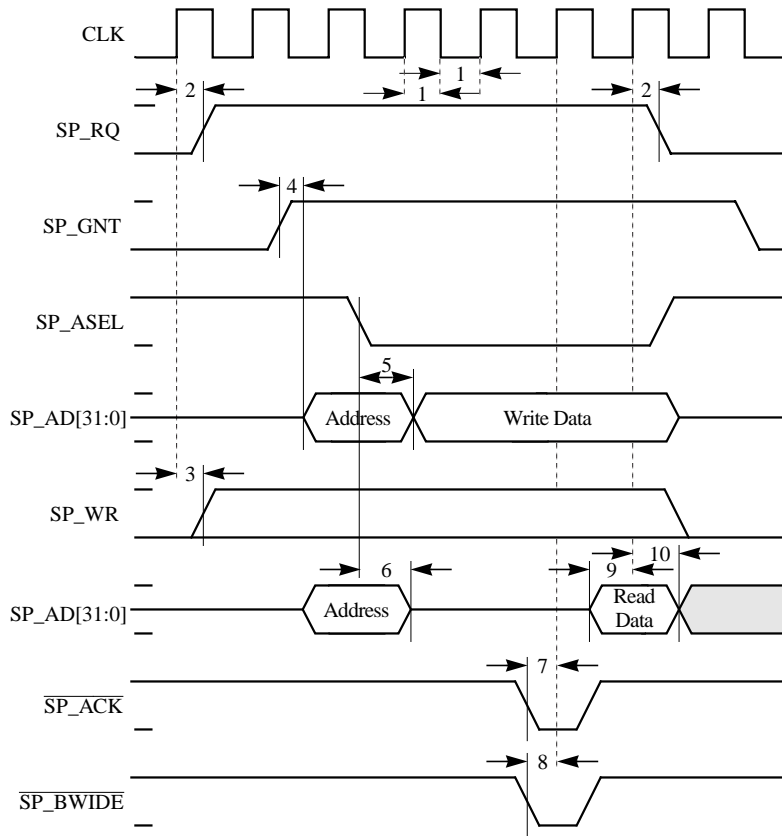 CLK
1
1
2
2
SP_RQ
4
SP_GNT
SP_ASEL
5
SP_AD[31:0]
Address
Write Data
3
SP_WR
6
9
10
SP_AD[31:0]
Address
Read
Data
7
SP_ACK
8
SP_BWIDE